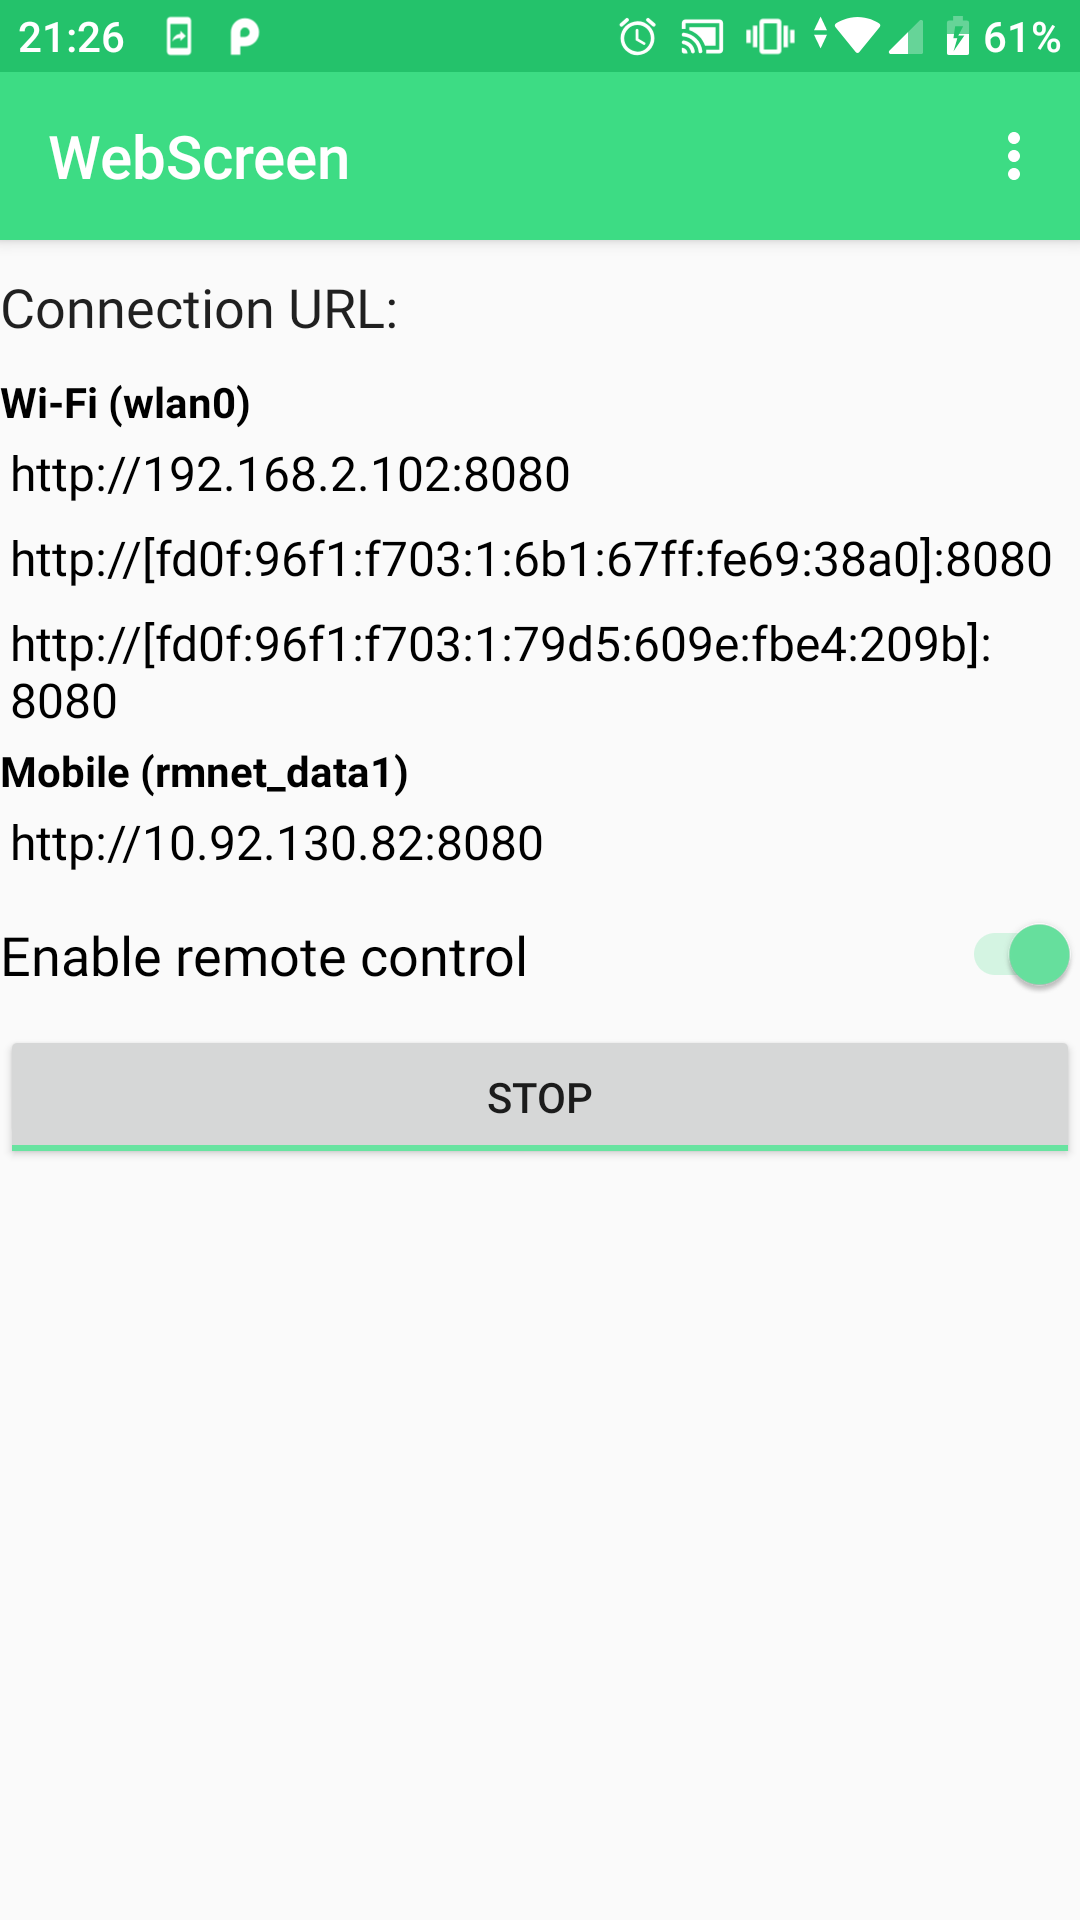 21:26
61%
WebScreen
Connection URL:
Wi-Fi (wlan0)
http://192.168.2.102:8080
http://[fd0f:96f1:f703:1:6b1:67ff:fe69:38a0]:8080
http://[fd0f:96f1:f703:1:79d5:609e:fbe4:209b]:
8080
Mobile (rmnet_data1)
http://10.92.130.82:8080
Enable remote control
STOP